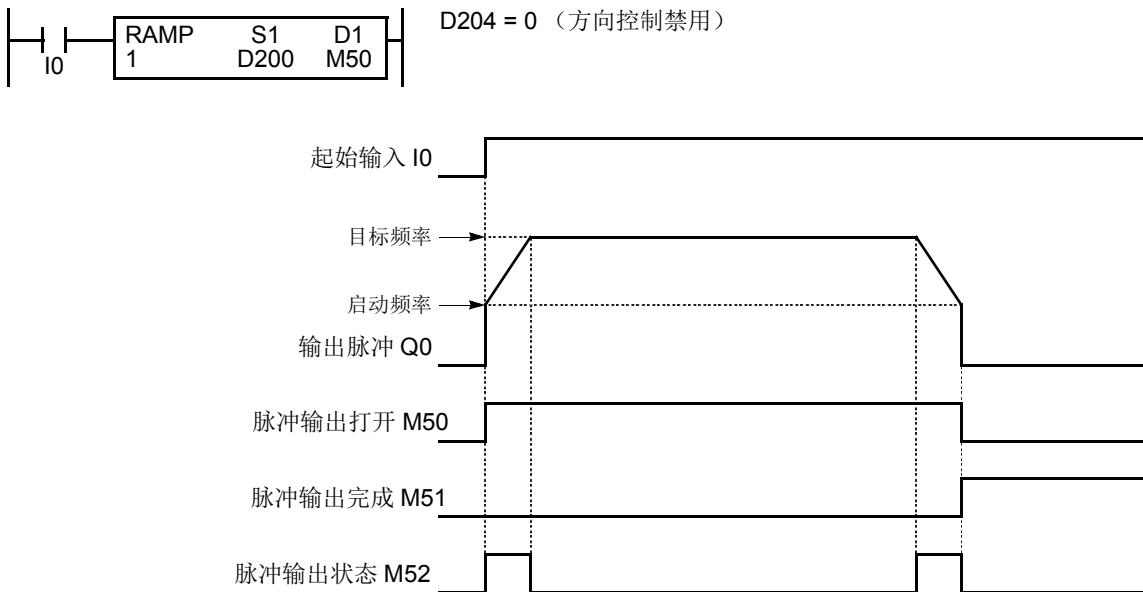 RAMP S1 D1 D204 = 0 （方向控制禁用）
1 D200 M50
I0
起始输入 I0
目标频率
启动频率
输出脉冲 Q0
脉冲输出打开 M50
脉冲输出完成 M51
脉冲输出状态 M52